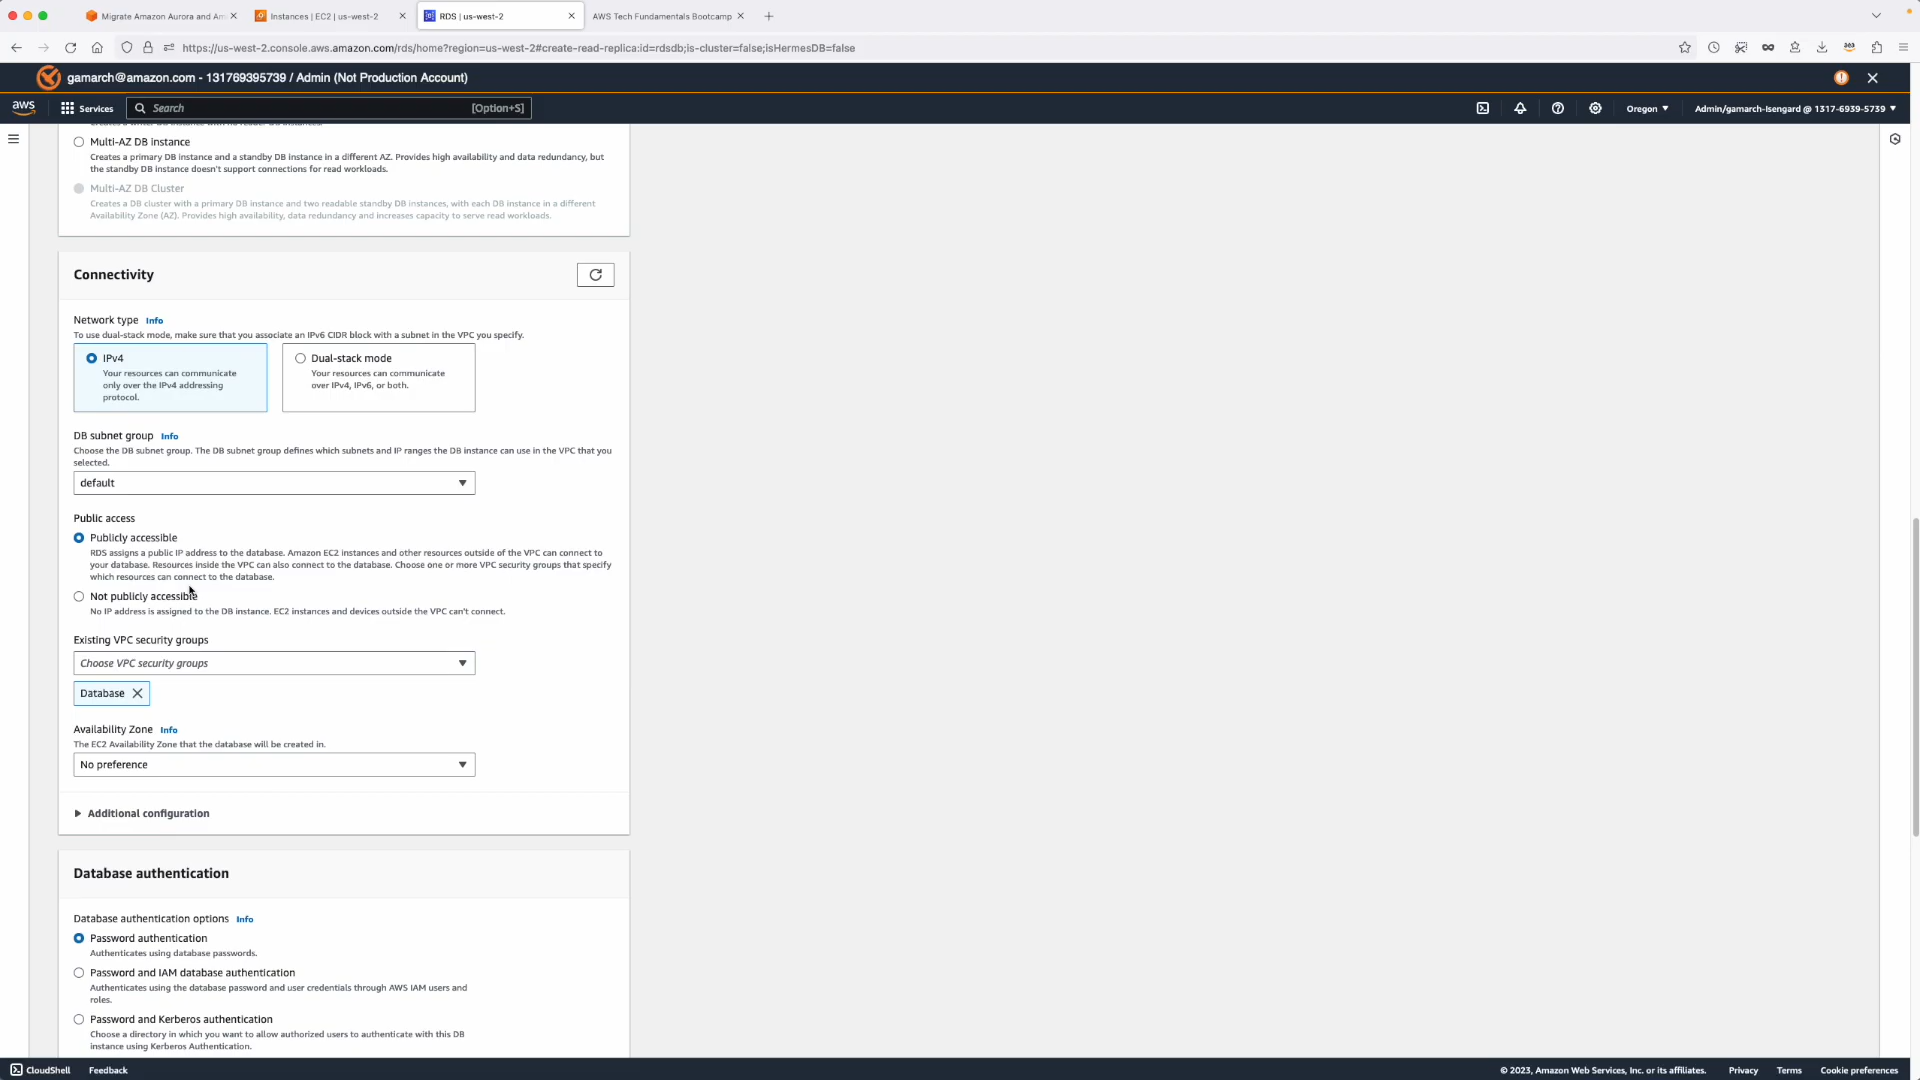 Migrate Amazon Aurora and Am
Instances | EC2 | us-west-2
RDS | us-west-2
AWS Tech Fundamentals Bootcamp
https://us-west-2.console.aws.amazon.com/rds/home?region=us-west-2#create-read-replica:id=rdsdb;is-cluster=false;isHermesDB=false
gamarch@amazon.com - 131769395739 / Admin (Not Production Account)
aws
Services
Search
[Option+S]
Oregon
Admin/gamarch-Isengard @ 1317-6939-5739
Multi-AZ DB instance
Creates a primary DB instance and a standby DB instance in a different AZ. Provides high availability and data redundancy, but
the standby DB instance doesn't support connections for read workloads.
Multi-AZ DB Cluster
Creates a DB cluster with a primary DB instance and two readable standby DB instances, with each DB instance in a different
Availability Zone (AZ). Provides high availability, data redundancy and increases capacity to serve read workloads.
Connectivity
Network type Info
To use dual-stack mode, make sure that you associate an IPv6 CIDR block with a subnet in the VPC you specify.
IPv4
Your resources can communicate
only over the IPv4 addressing
protocol.
Dual-stack mode
Your resources can communicate
over IPv4, IPv6, or both.
DB subnet group Info
Choose the DB subnet group. The DB subnet group defines which subnets and IP ranges the DB instance can use in the VPC that you
selected.
default
Public access
Publicly accessible
RDS assigns a public IP address to the database. Amazon EC2 instances and other resources outside of the VPC can connect to
your database. Resources inside the VPC can also connect to the database. Choose one or more VPC security groups that specify
which resources can connect to the database.
Not publicly accessible
No IP address is assigned to the DB instance. EC2 instances and devices outside the VPC can't connect.
Existing VPC security groups
Choose VPC security groups
Database
Availability Zone Info
The EC2 Availability Zone that the database will be created in.
No preference
Additional configuration
Database authentication
Database authentication options Info
Password authentication
Authenticates using database passwords.
Password and IAM database authentication
Authenticates using the database password and user credentials through AWS IAM users and
roles.
Password and Kerberos authentication
Choose a directory in which you want to allow authorized users to authenticate with this DB
instance using Kerberos Authentication.
CloudShell
Feedback
© 2023, Amazon Web Services, Inc. or its affiliates.
Privacy
Terms
Cookie preferences